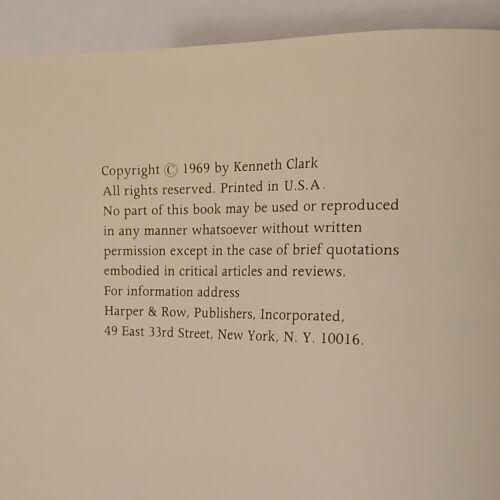 Copyright © 1969 by Kenneth Clark
All rights reserved. Printed in U.S.A.
No part of this book may be used or reproduced
in any manner whatsoever without written
permission except in the case of brief quotations
embodied in critical articles and reviews.
For information address
Harper & Row, Publishers, Incorporated,
49 East 33rd Street, New York, N. Y. 10016.